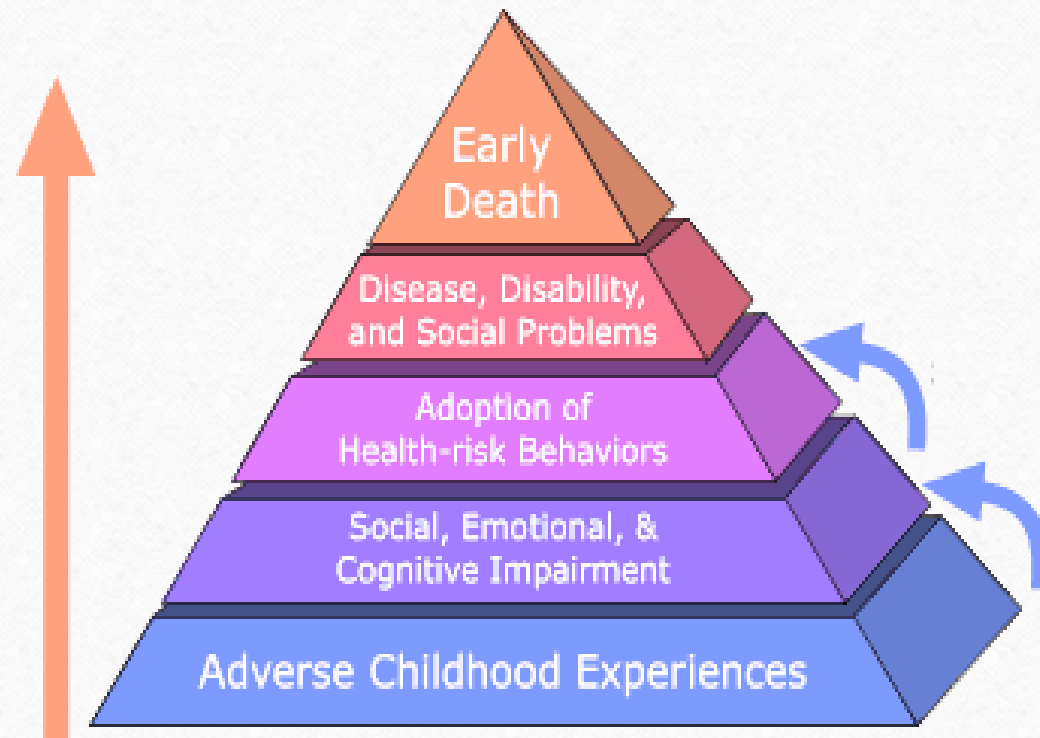 Early
Death
Disease, Disability,
and Social Problems
Adoption of
Health-risk Behaviors
Social, Emotional, &
Cognitive Impairment
Adverse Childhood Experiences